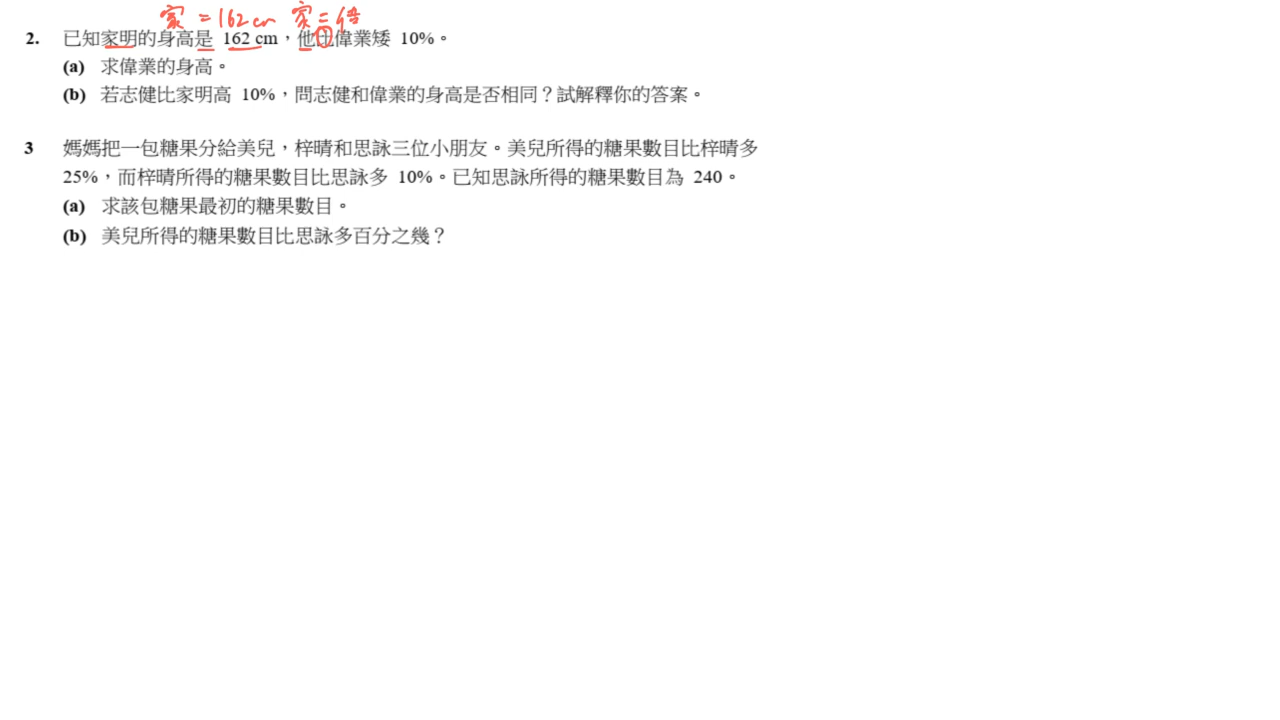 家 = 162 cm 家 =
2. 已知家明的身高是 162 cm，他比偉業矮 10%。
(a) 求偉業的身高。
(b) 若志健比家明高 10%，問志健和偉業的身高是否相同？試解釋你的答案。
3 媽媽把一包糖果分給美兒，梓晴和思詠三位小朋友。美兒所得的糖果數目比梓晴多
25%，而梓晴所得的糖果數目比思詠多 10%。已知思詠所得的糖果數目為 240。
(a) 求該包糖果最初的糖果數目。
(b) 美兒所得的糖果數目比思詠多百分之幾？